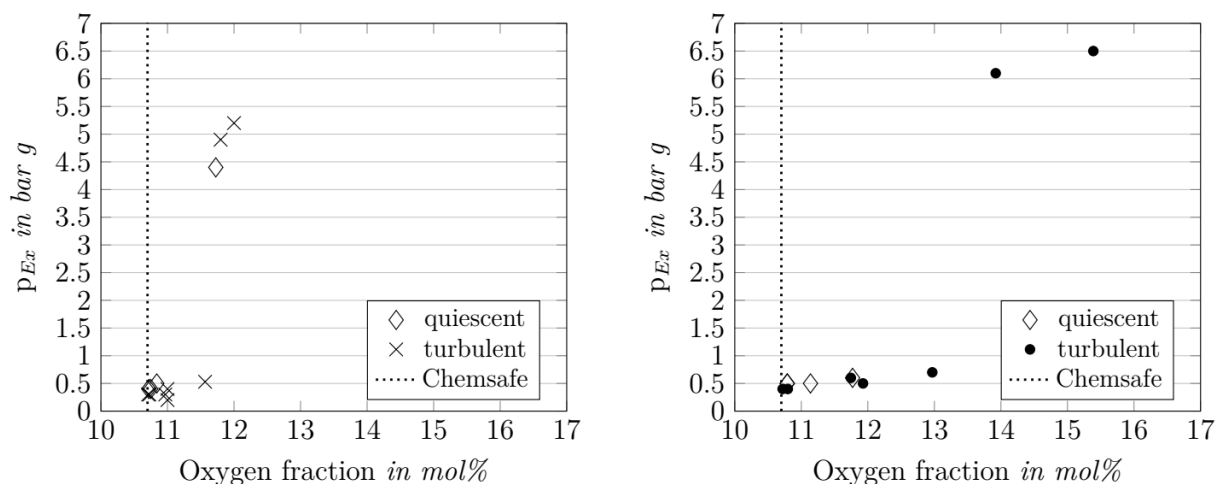 7
6.5
6
5.5
5
4.5
4
3.5
3
2.5
2
1.5
1
0.5
0
10 11 12 13 14 15 16 17
p_Ex in bar g
Oxygen fraction in mol%
quiescent
turbulent
Chemsafe
7
6.5
6
5.5
5
4.5
4
3.5
3
2.5
2
1.5
1
0.5
0
10 11 12 13 14 15 16 17
p_Ex in bar g
Oxygen fraction in mol%
quiescent
turbulent
Chemsafe